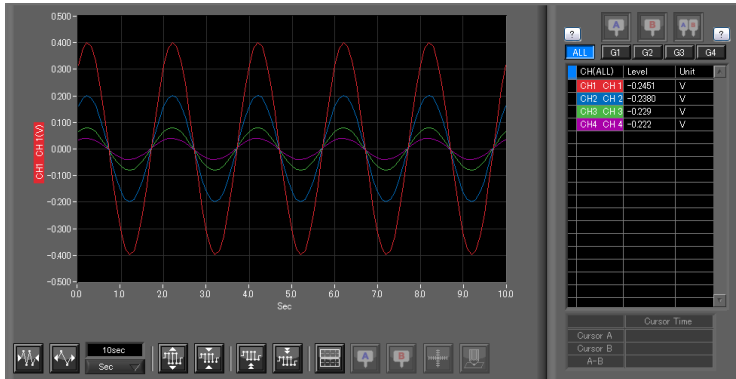 0.500
0.400
0.300
0.200
0.100
0.000
-0.100
-0.200
-0.300
-0.400
-0.500
CH1 CH 1(V)
0.0 1.0 2.0 3.0 4.0 5.0 6.0 7.0 8.0 9.0 10.0
Sec
10sec
Sec
A B
? A B A B ?
ALL G1 G2 G3 G4
CH(ALL) Level Unit
CH1 CH 1 -0.2451 V
CH2 CH 2 -0.2380 V
CH3 CH 3 -0.229 V
CH4 CH 4 -0.222 V
Cursor Time
Cursor A
Cursor B
A-B